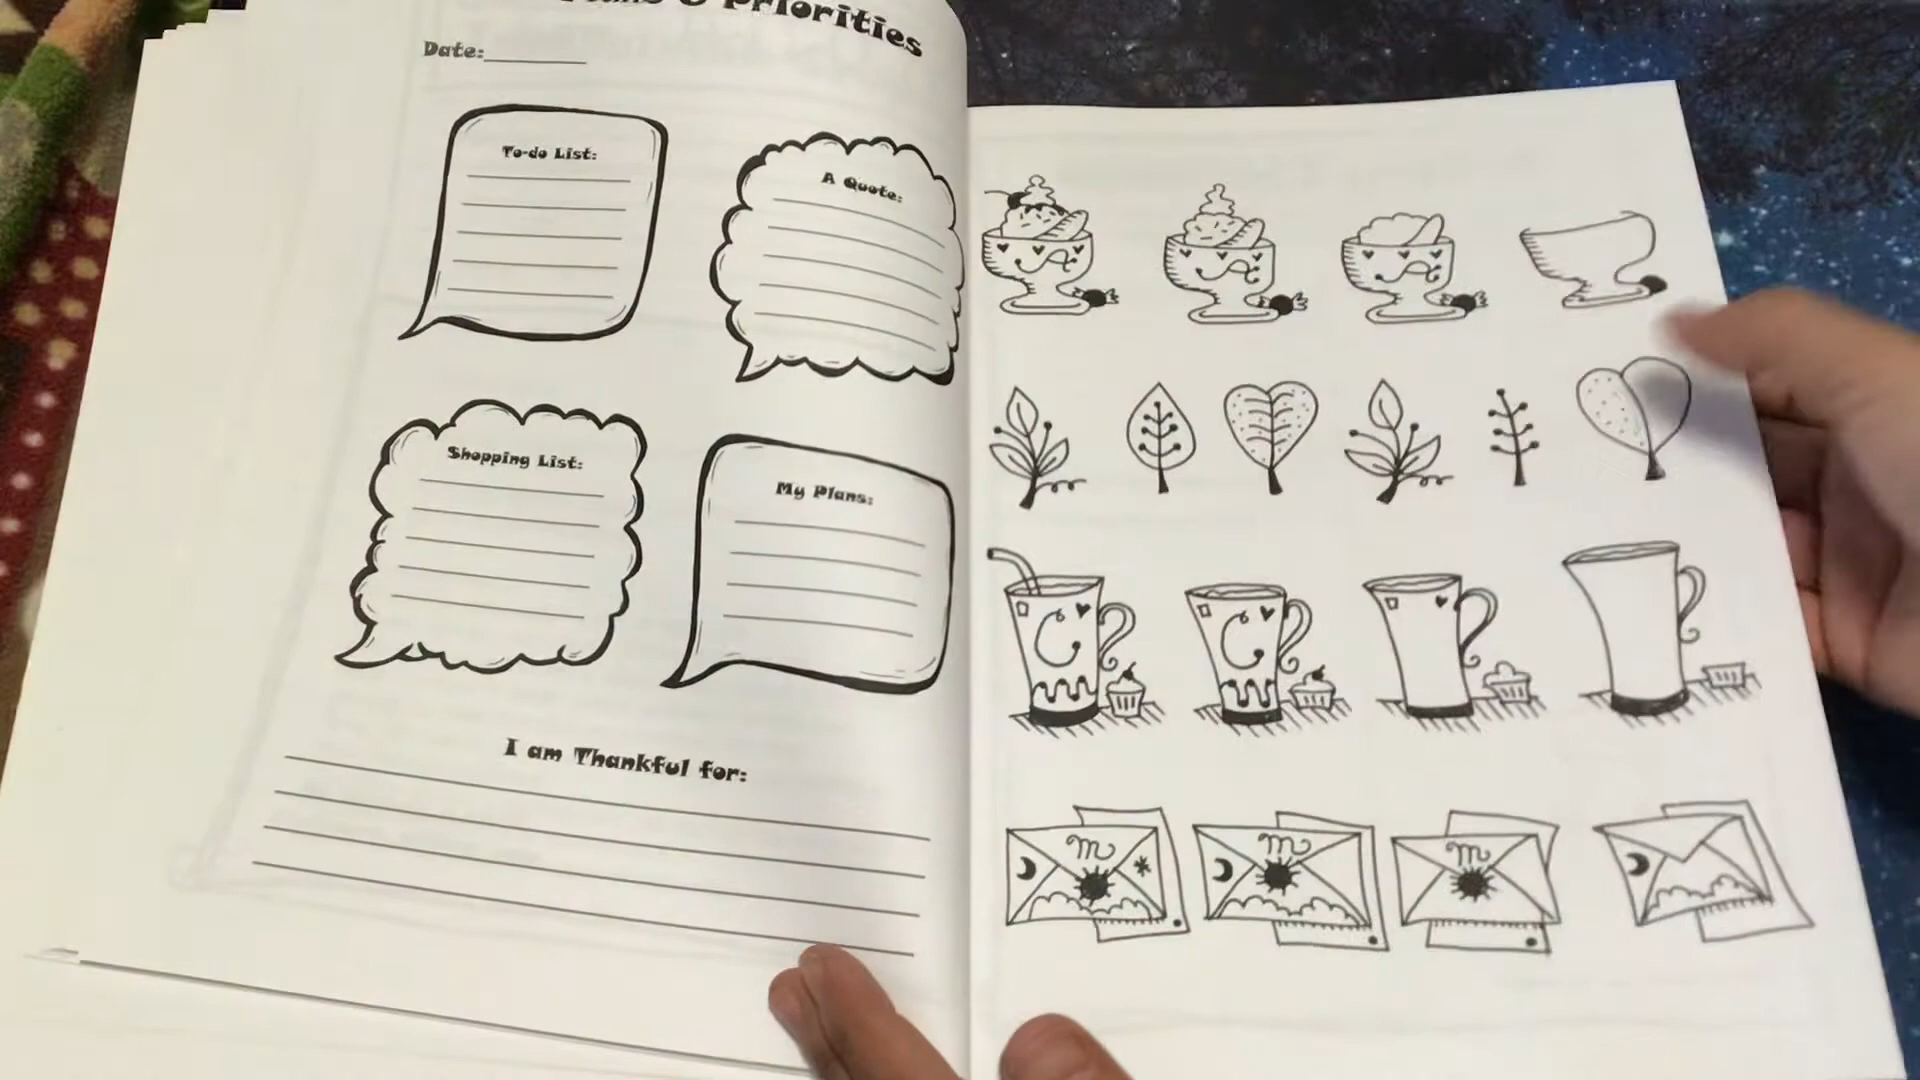 & Priorities
Date:
To-do List:
A Quote:
Shopping List:
My Plans:
I am Thankful for: